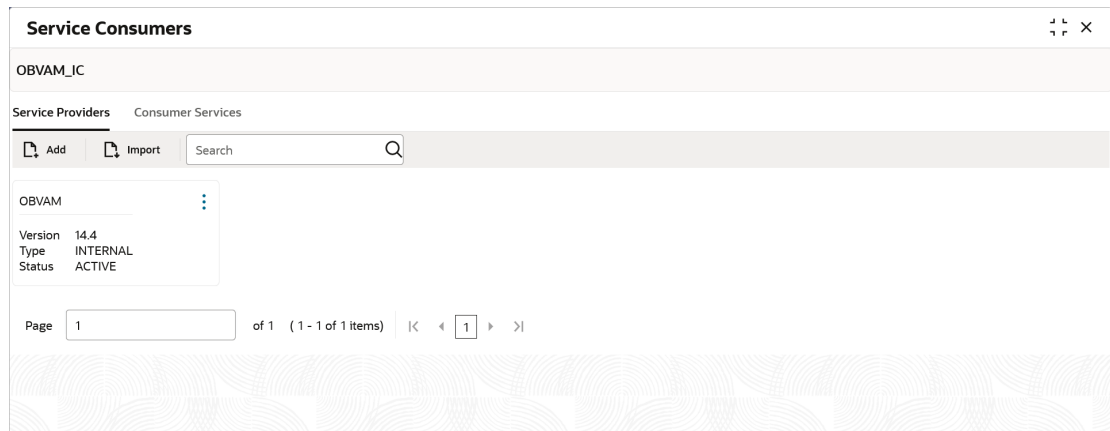 Service Consumers
OBVAM_IC
Service Providers Consumer Services
Add Import Search
OBVAM
Version 14.4
Type INTERNAL
Status ACTIVE
Page 1 of 1 ( 1 - 1 of 1 items) 1